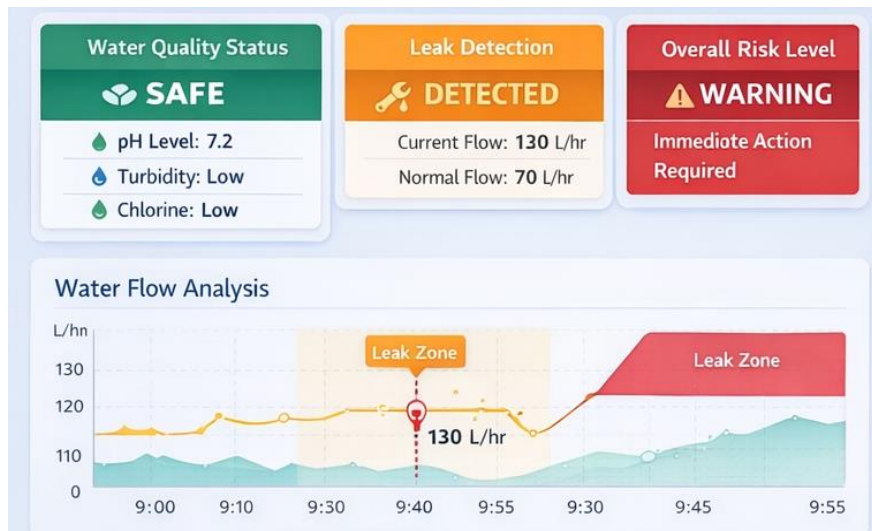 Water Quality Status
SAFE
pH Level: 7.2
Turbidity: Low
Chlorine: Low
Leak Detection
DETECTED
Current Flow: 130 L/hr
Normal Flow: 70 L/hr
Overall Risk Level
WARNING
Immediate Action
Required
Water Flow Analysis
L/hn
130
120
110
0
Leak Zone
130 L/hr
Leak Zone
9:00 9:10 9:30 9:40 9:55 9:30 9:45 9:55